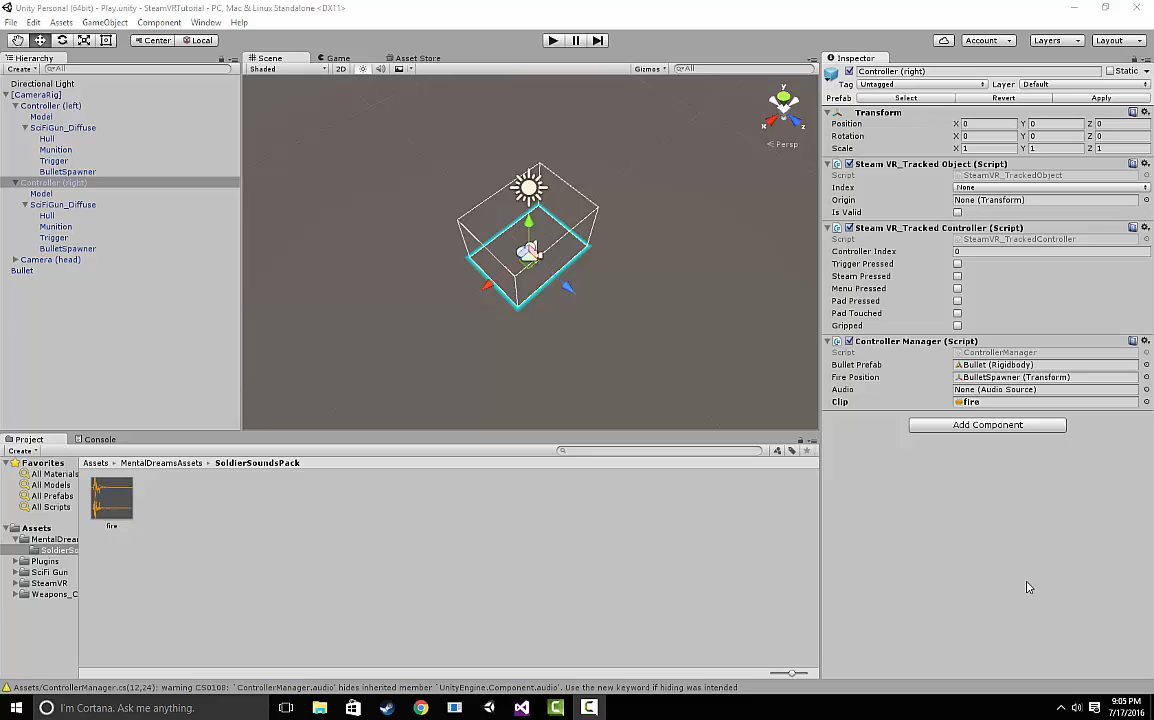 Unity Personal (64bit) - Play.unity - SteamVRTutorial - PC, Mac & Linux Standalone <DX11>
File Edit Assets GameObject Component Window Help
Center Local Account Layers Layout
Hierarchy
Create All
Directional Light
[CameraRig]
Controller (left)
Model
SciFiGun_Diffuse
Hull
Munition
Trigger
BulletSpawner
Controller (right)
Model
SciFiGun_Diffuse
Hull
Munition
Trigger
BulletSpawner
Camera (head)
Bullet
Scene Game Asset Store
Shaded 2D Gizmos All
y
x z
Persp
Inspector
Controller (right) Static
Tag Untagged Layer Default
Prefab Select Revert Apply
Transform
Position X 0 Y 0 Z 0
Rotation X 0 Y 0 Z 0
Scale X 1 Y 1 Z 1
Steam VR_Tracked Object (Script)
Script SteamVR_TrackedObject
Index None
Origin None (Transform)
Is Valid
Steam VR_Tracked Controller (Script)
Script SteamVR_TrackedController
Controller Index 0
Trigger Pressed
Steam Pressed
Menu Pressed
Pad Pressed
Pad Touched
Gripped
Controller Manager (Script)
Script ControllerManager
Bullet Prefab Bullet (Rigidbody)
Fire Position BulletSpawner (Transform)
Audio None (Audio Source)
Clip fire
Add Component
Project Console
Create
Favorites
All Materials
All Models
All Prefabs
All Scripts
Assets
MentalDrea
SoldierSo
Plugins
SciFi Gun
SteamVR
Weapons_C
Assets MentalDreamsAssets SoldierSoundsPack
fire
Assets/ControllerManager.cs(12,24): warning CS0108: `ControllerManager.audio' hides inherited member `UnityEngine.Component.audio'. Use the new keyword if hiding was intended
I'm Cortana. Ask me anything.
9:05 PM
7/17/2016